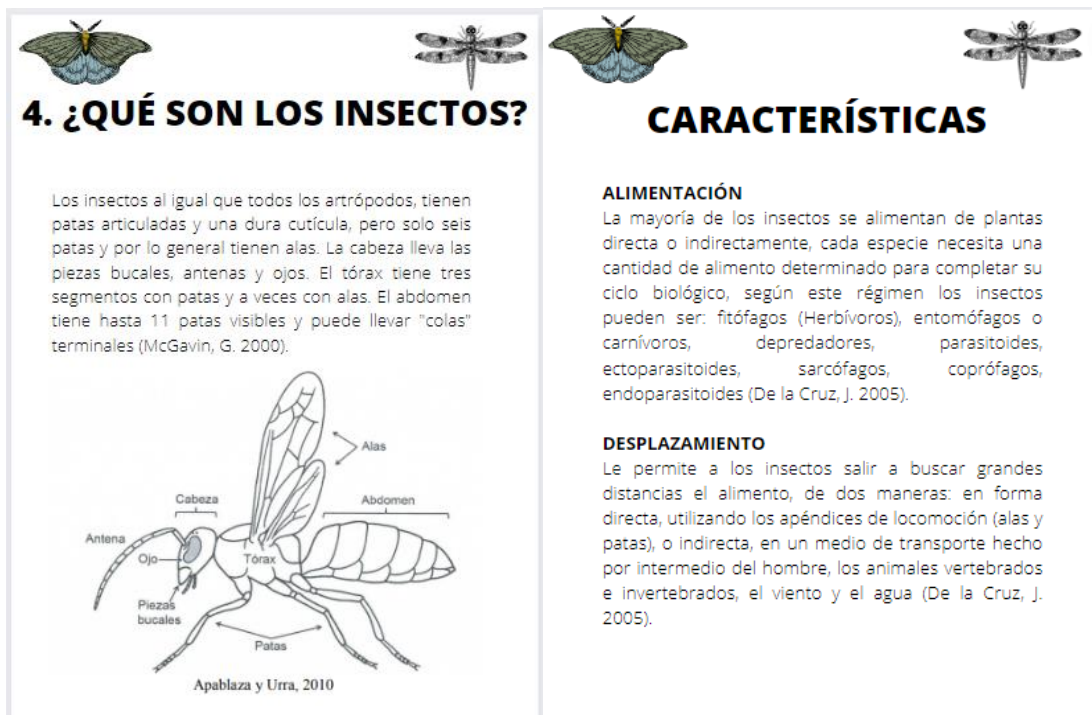 4. ¿QUÉ SON LOS INSECTOS?
Los insectos al igual que todos los artrópodos, tienen
patas articuladas y una dura cutícula, pero solo seis
patas y por lo general tienen alas. La cabeza lleva las
piezas bucales, antenas y ojos. El tórax tiene tres
segmentos con patas y a veces con alas. El abdomen
tiene hasta 11 patas visibles y puede llevar "colas"
terminales (McGavin, G. 2000).
Alas
Cabeza
Abdomen
Antena
Ojo
Tórax
Piezas
bucales
Patas
Apablaza y Urra, 2010
CARACTERÍSTICAS
ALIMENTACIÓN
La mayoría de los insectos se alimentan de plantas
directa o indirectamente, cada especie necesita una
cantidad de alimento determinado para completar su
ciclo biológico, según este régimen los insectos
pueden ser: fitófagos (Herbívoros), entomófagos o
carnívoros, depredadores, parasitoides,
ectoparasitoides, sarcófagos, coprófagos,
endoparasitoides (De la Cruz, J. 2005).
DESPLAZAMIENTO
Le permite a los insectos salir a buscar grandes
distancias el alimento, de dos maneras: en forma
directa, utilizando los apéndices de locomoción (alas y
patas), o indirecta, en un medio de transporte hecho
por intermedio del hombre, los animales vertebrados
e invertebrados, el viento y el agua (De la Cruz, J.
2005).